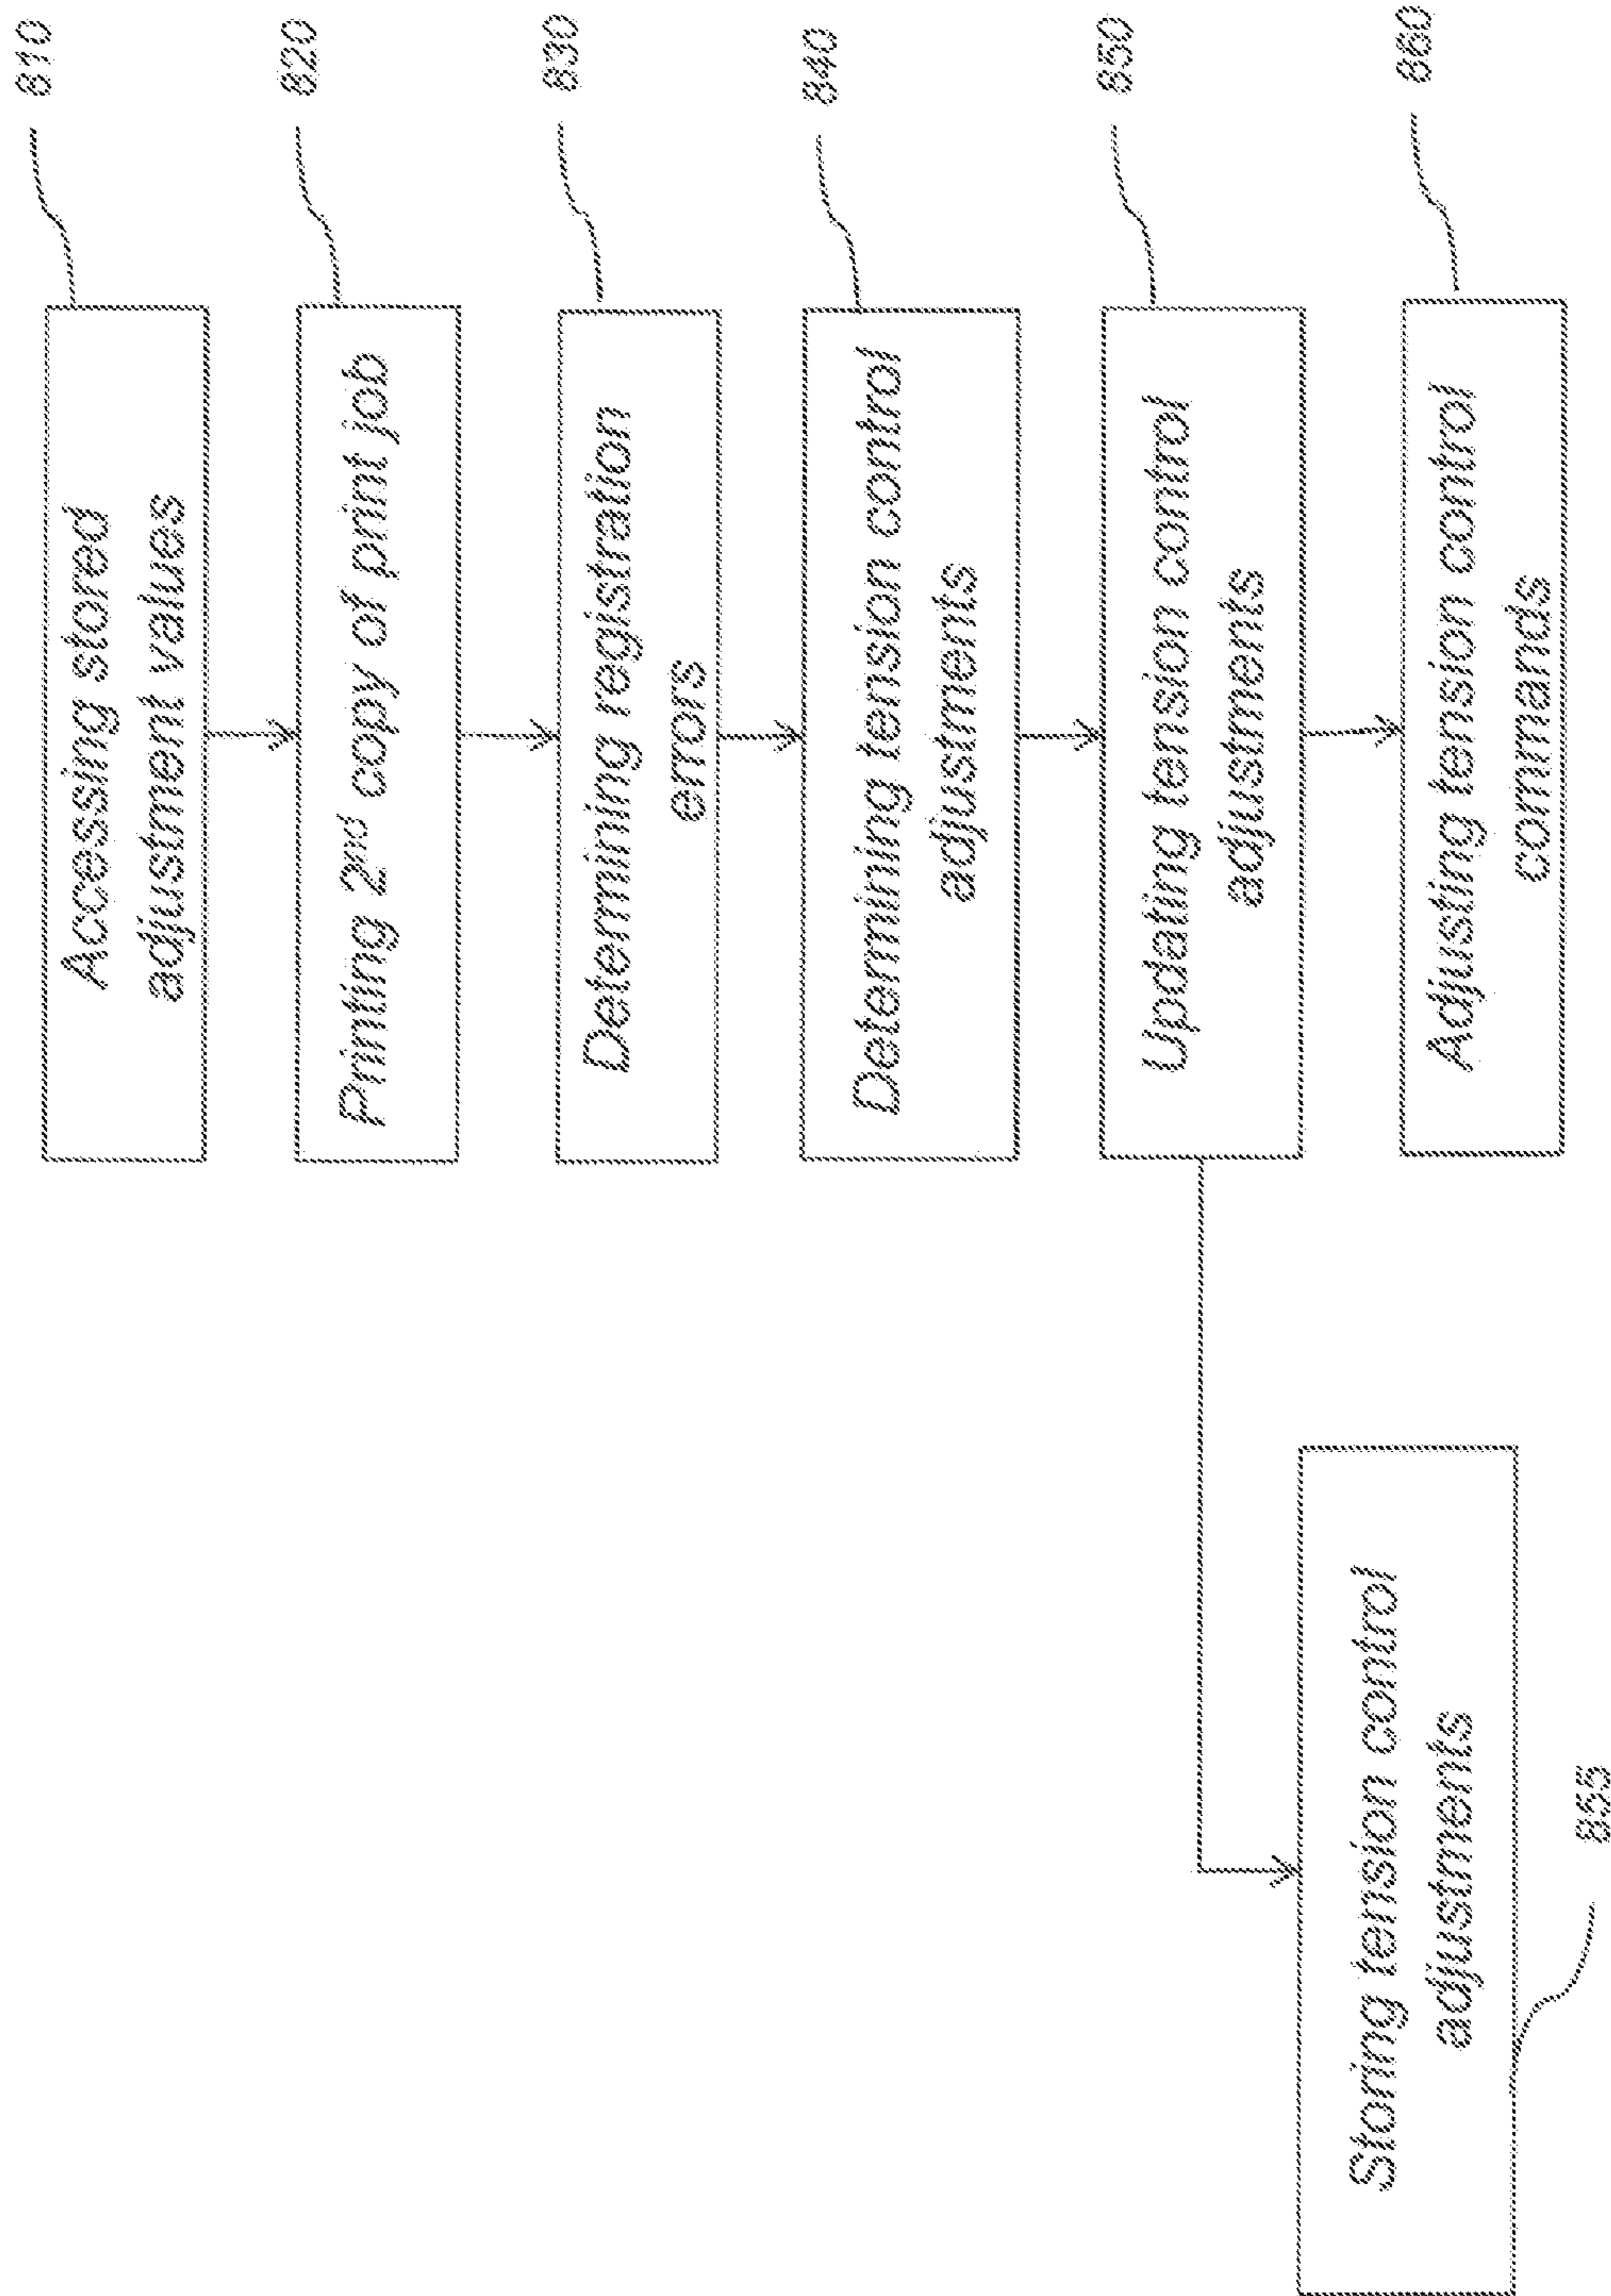 Accessing stored
adjustment values
810
Printing 2nd copy of print job
820
Determining registration
errors
830
Determining tension control
adjustments
840
Updating tension control
adjustments
850
Adjusting tension control
commands
860
Storing tension control
adjustments
855